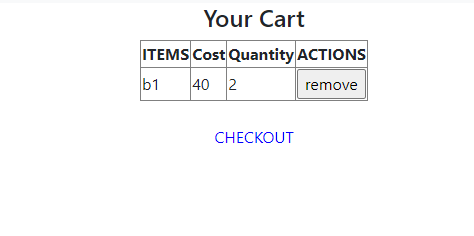 Your Cart
ITEMS Cost Quantity ACTIONS
b1 40 2 remove
CHECKOUT